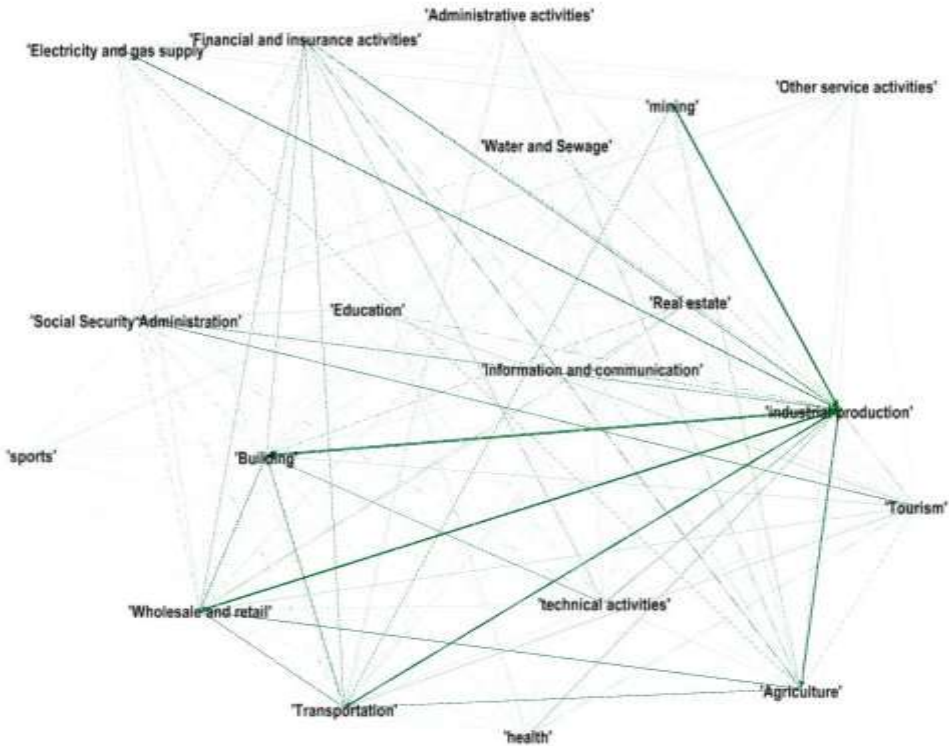 'Administrative activities'
'Electricity and gas supply'
'Financial and insurance activities'
'Other service activities'
'mining'
'Water and Sewage'
'Social Security Administration'
'Education'
'Real estate'
'Information and communication'
'industrial production'
'sports'
'Building'
'Tourism'
'Wholesale and retail'
'technical activities'
'Transportation'
'Agriculture'
'health'